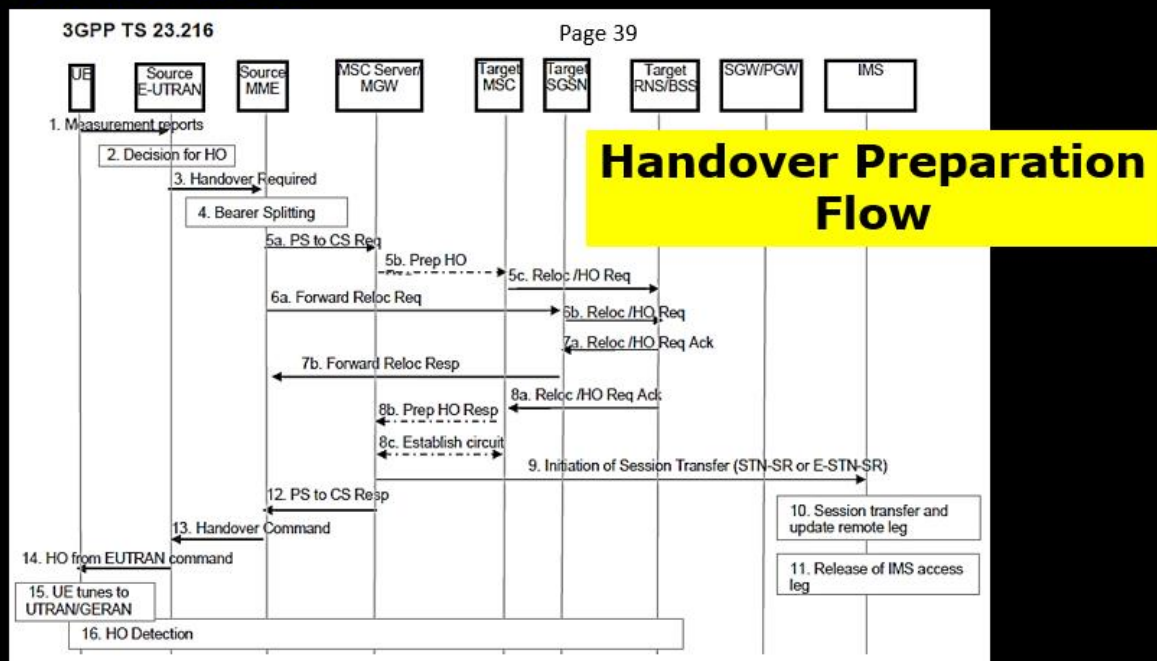 3GPP TS 23.216
Page 39
UE
Source
E-UTRAN
Source
MME
MSC Server/
MGW
Target
MSC
Target
SGSN
Target
RNS/BSS
SGW/PGW
IMS
Handover Preparation
Flow
1. Measurement reports
2. Decision for HO
3. Handover Required
4. Bearer Splitting
5a. PS to CS Req
5b. Prep HO
5c. Reloc /HO Req
6a. Forward Reloc Req
6b. Reloc /HO Req
7a. Reloc /HO Req Ack
7b. Forward Reloc Resp
8a. Reloc /HO Req Ack
8b. Prep HO Resp
8c. Establish circuit
9. Initiation of Session Transfer (STN-SR or E-STN-SR)
12. PS to CS Resp
10. Session transfer and
update remote leg
13. Handover Command
14. HO from EUTRAN command
11. Release of IMS access
leg
15. UE tunes to
UTRAN/GERAN
16. HO Detection